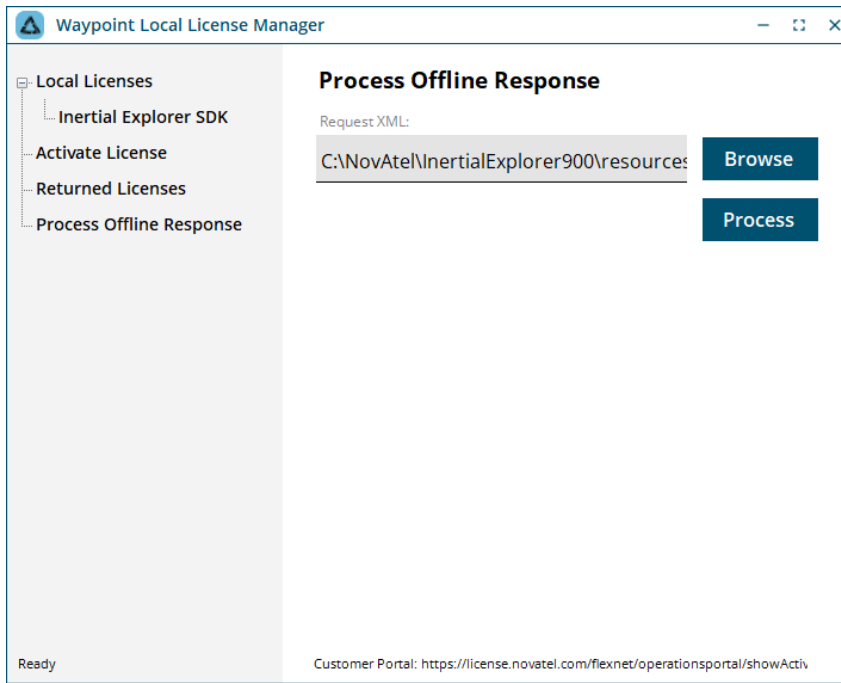 Waypoint Local License Manager
Local Licenses
Inertial Explorer SDK
Activate License
Returned Licenses
Process Offline Response
Process Offline Response
Request XML:
C:\NovAtel\InertialExplorer900\resources
Browse
Process
Ready
Customer Portal: https://license.novatel.com/flexnet/operationsportal/showActiv